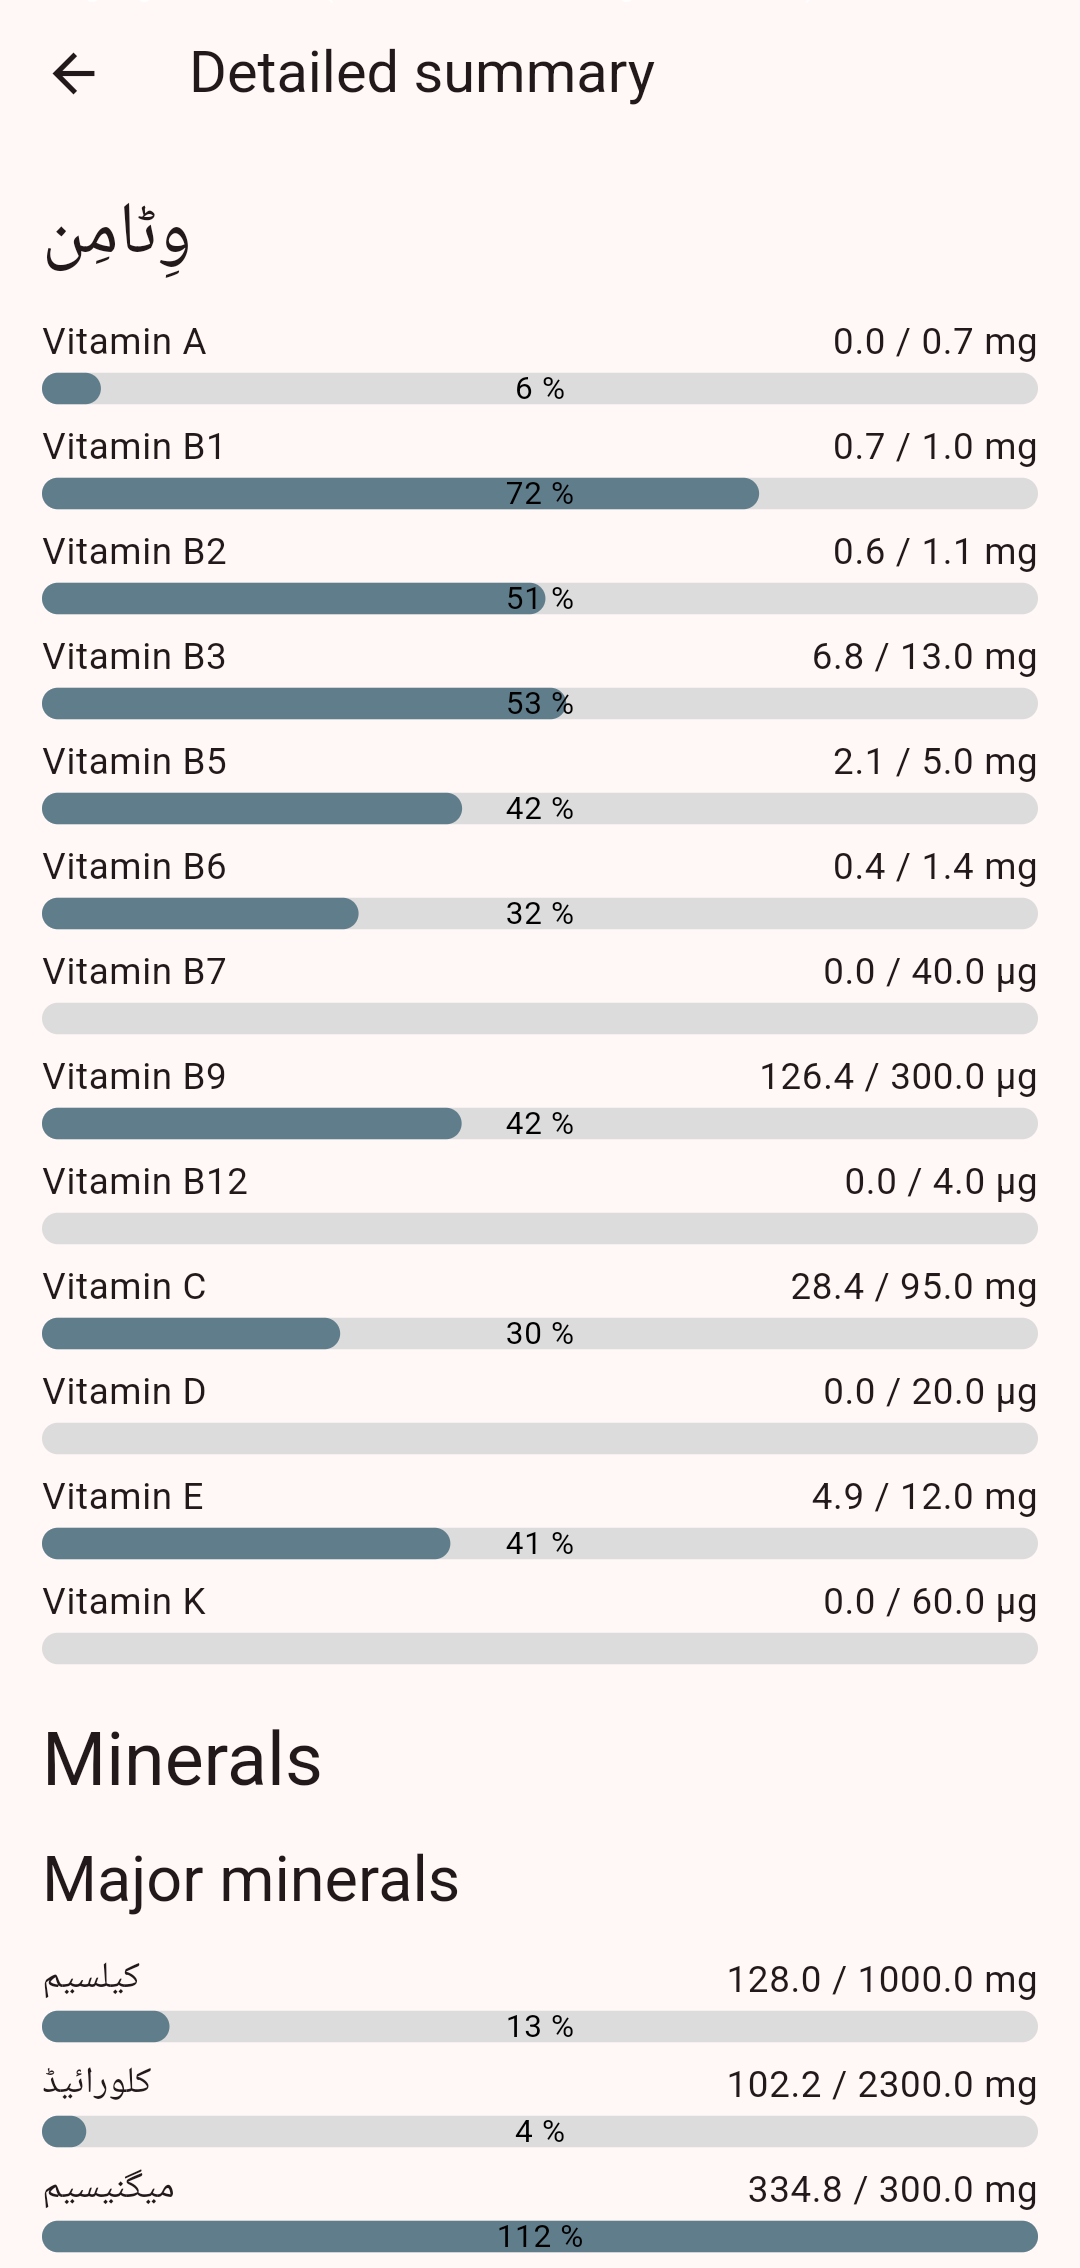 Detailed summary
وِٹامِن
Vitamin A 0.0 / 0.7 mg
6 %
Vitamin B1 0.7 / 1.0 mg
72 %
Vitamin B2 0.6 / 1.1 mg
51 %
Vitamin B3 6.8 / 13.0 mg
53 %
Vitamin B5 2.1 / 5.0 mg
42 %
Vitamin B6 0.4 / 1.4 mg
32 %
Vitamin B7 0.0 / 40.0 µg
Vitamin B9 126.4 / 300.0 µg
42 %
Vitamin B12 0.0 / 4.0 µg
Vitamin C 28.4 / 95.0 mg
30 %
Vitamin D 0.0 / 20.0 µg
Vitamin E 4.9 / 12.0 mg
41 %
Vitamin K 0.0 / 60.0 µg
Minerals
Major minerals
کیلسیم 128.0 / 1000.0 mg
13 %
کلورائیڈ 102.2 / 2300.0 mg
4 %
میگنیسیم 334.8 / 300.0 mg
112 %